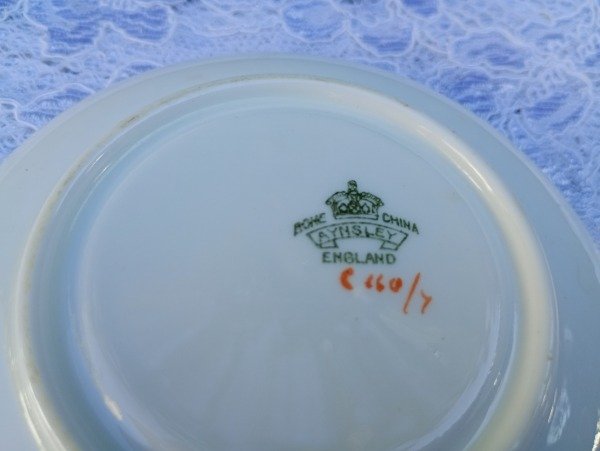 BONE CHINA
AYNSLEY
ENGLAND
C 160/7